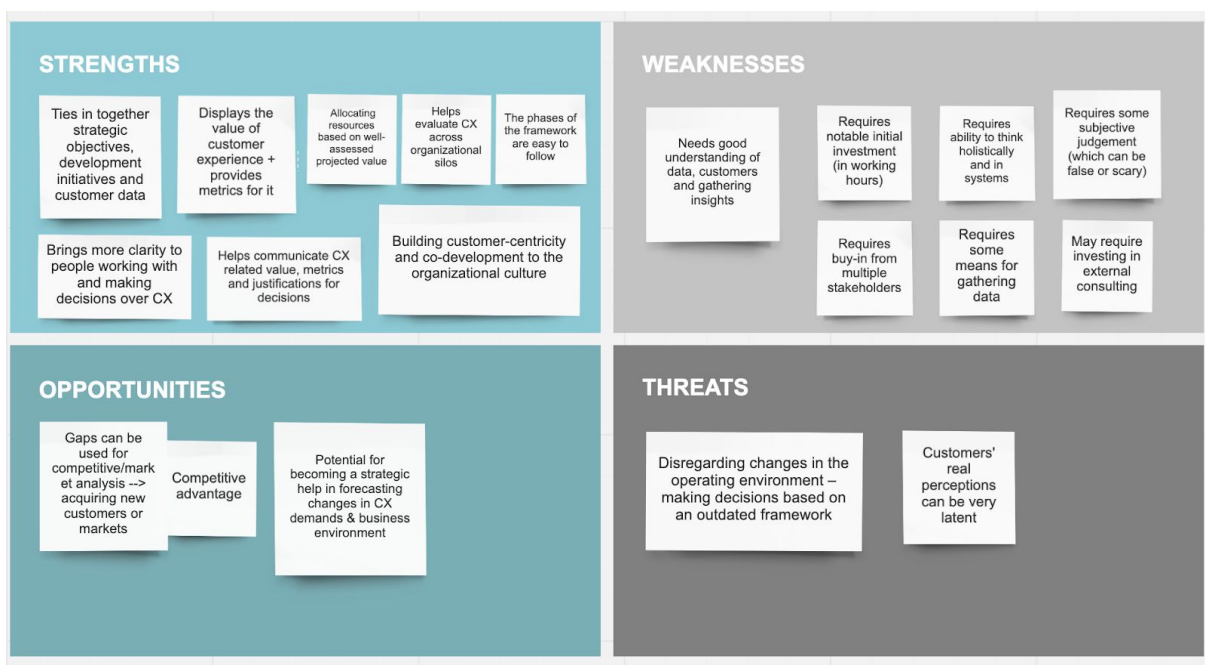 STRENGTHS
Ties in together
strategic
objectives,
development
initiatives and
customer data
Displays the
value of
customer
experience +
provides
metrics for it
Allocating
resources
based on well-
assessed
projected value
Helps
evaluate CX
across
organizational
silos
The phases of
the framework
are easy to
follow
Brings more clarity to
people working with
and making
decisions over CX
Helps communicate CX
related value, metrics
and justifications for
decisions
Building customer-centricity
and co-development to the
organizational culture
WEAKNESSES
Needs good
understanding of
data, customers
and gathering
insights
Requires
notable initial
investment
(in working
hours)
Requires
ability to think
holistically
and in
systems
Requires some
subjective
judgement
(which can be
false or scary)
Requires
buy-in from
multiple
stakeholders
Requires
some
means for
gathering
data
May require
investing in
external
consulting
OPPORTUNITIES
Gaps can be
used for
competitive/mark
et analysis -->
acquiring new
customers or
markets
Competitive
advantage
Potential for
becoming a strategic
help in forecasting
changes in CX
demands & business
environment
THREATS
Disregarding changes in the
operating environment –
making decisions based on
an outdated framework
Customers'
real
perceptions
can be very
latent